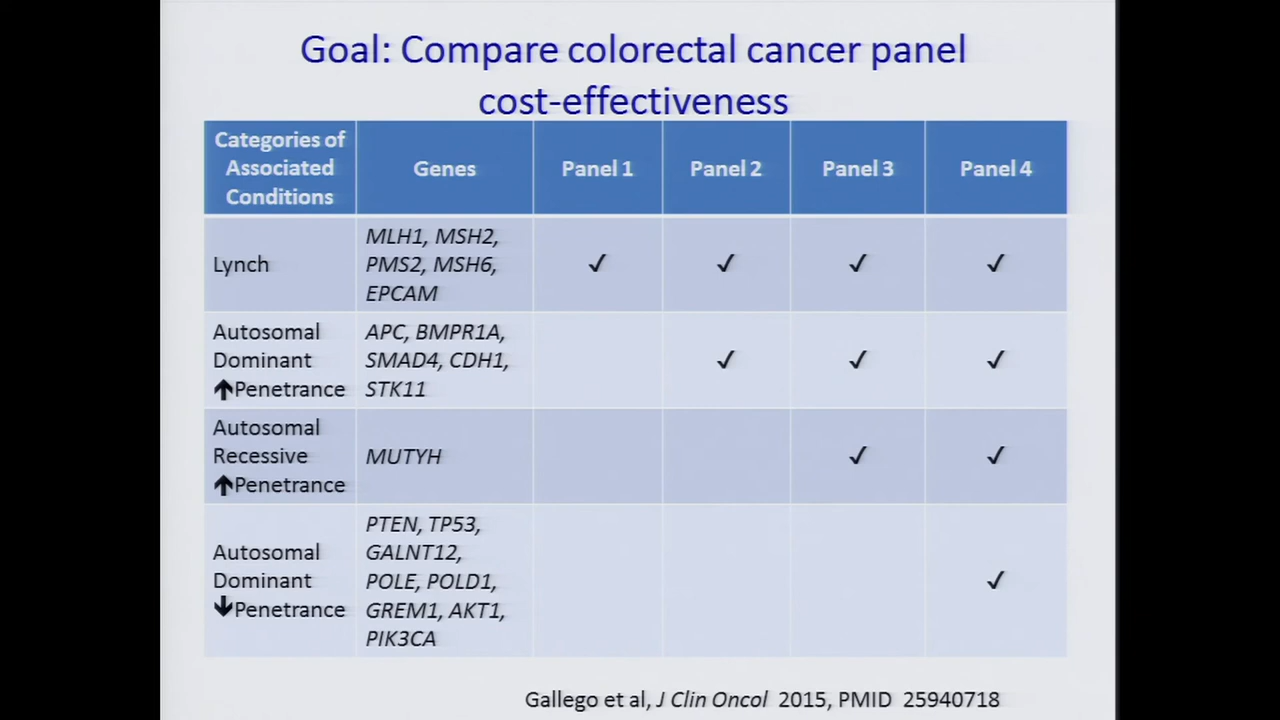 Goal: Compare colorectal cancer panel
cost-effectiveness
Categories of
Associated
Conditions
Genes
Panel 1
Panel 2
Panel 3
Panel 4
Lynch
MLH1, MSH2,
PMS2, MSH6,
EPCAM
✓ ✓ ✓ ✓
Autosomal
Dominant
↑Penetrance
APC, BMPR1A,
SMAD4, CDH1,
STK11
✓ ✓ ✓
Autosomal
Recessive
↑Penetrance
MUTYH
✓ ✓
Autosomal
Dominant
↓Penetrance
PTEN, TP53,
GALNT12,
POLE, POLD1,
GREM1, AKT1,
PIK3CA
✓
Gallego et al, J Clin Oncol 2015, PMID 25940718